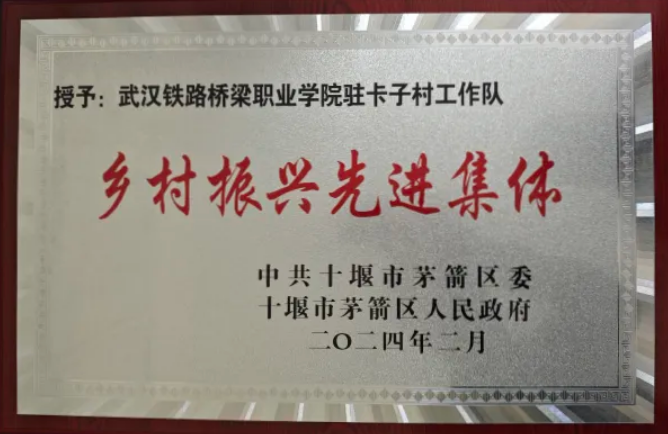 授予：武汉铁路桥梁职业学院驻卡子村工作队
乡村振兴先进集体
中共十堰市茅箭区委
十堰市茅箭区人民政府
二〇二四年二月